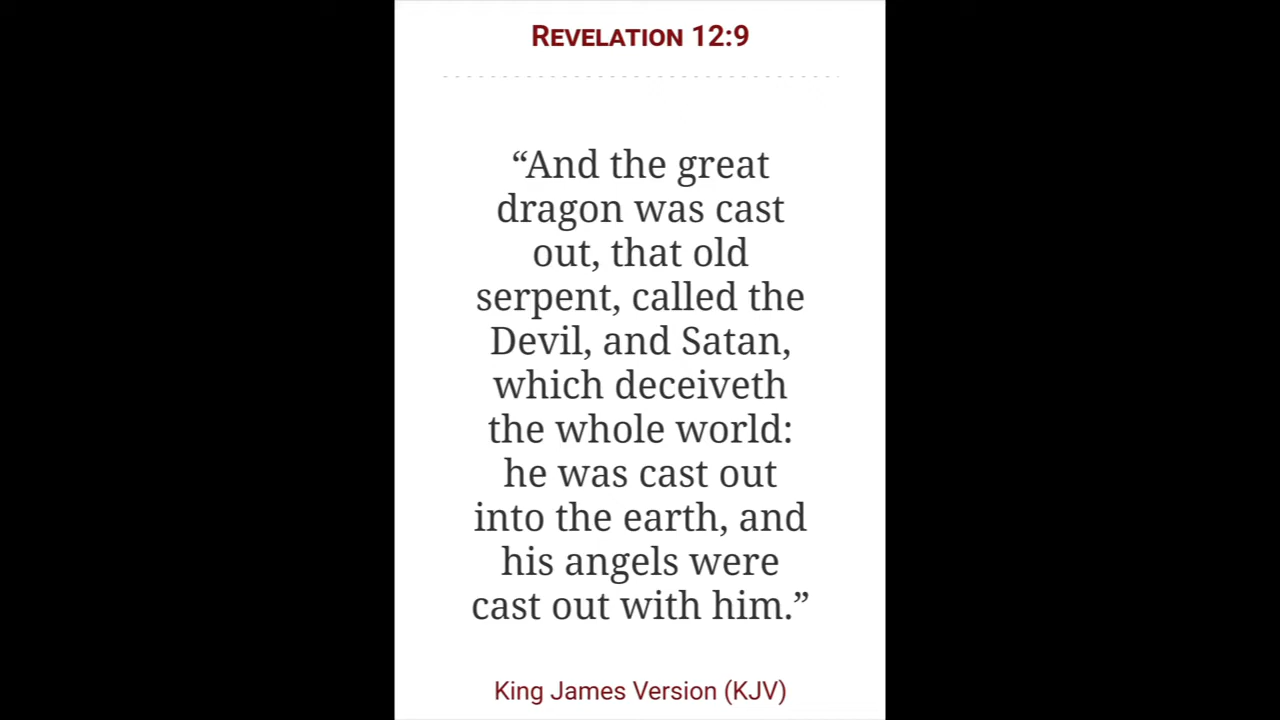 REVELATION 12:9
“And the great
dragon was cast
out, that old
serpent, called the
Devil, and Satan,
which deceiveth
the whole world:
he was cast out
into the earth, and
his angels were
cast out with him.”
King James Version (KJV)